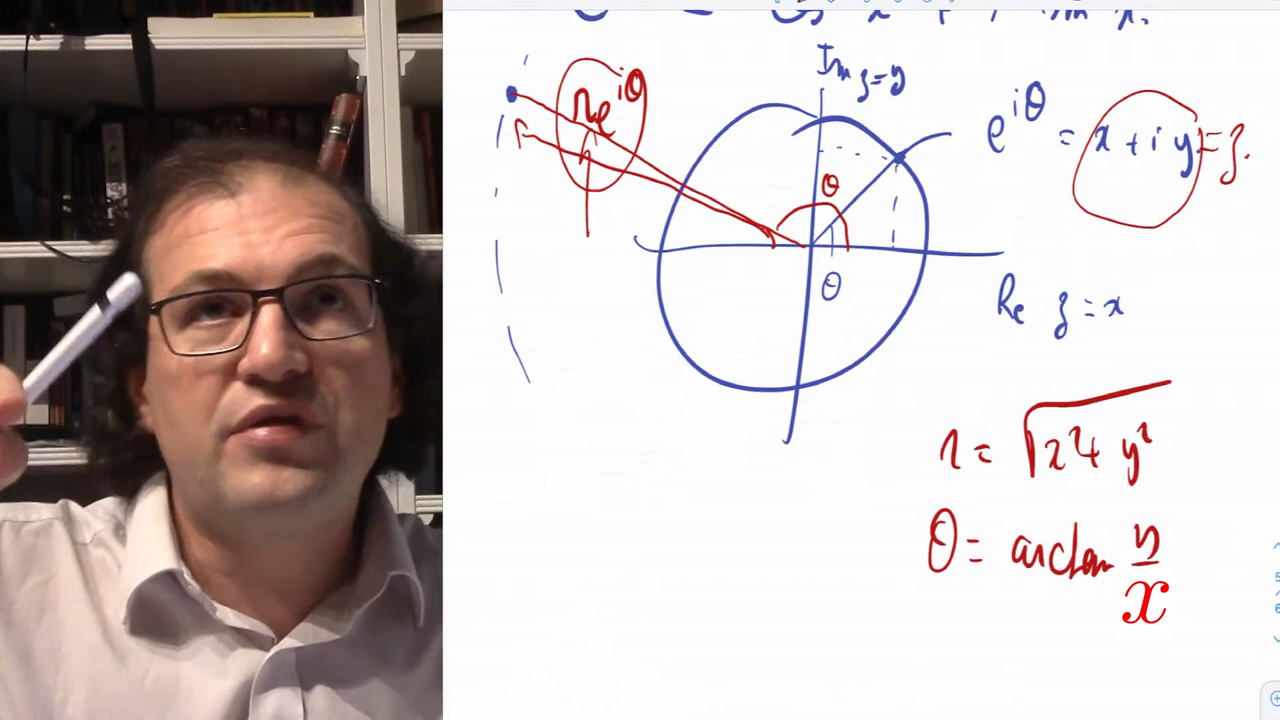 Im z=y
re^{iθ}
e^{iθ} = x+iy = z
θ
θ
Re z=x
r = √x²+y²
θ = arctan y/x